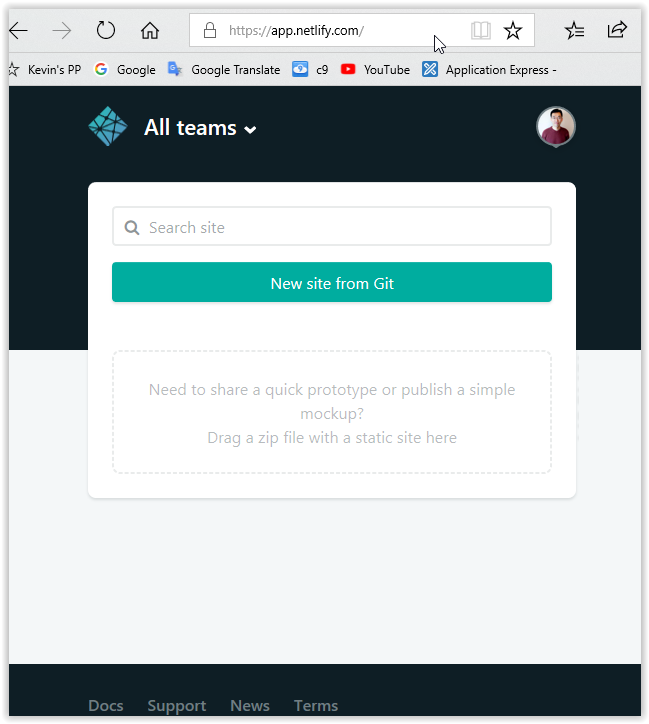 https://app.netlify.com/
Kevin's PP Google Google Translate c9 YouTube Application Express -
All teams
Search site
New site from Git
Need to share a quick prototype or publish a simple
mockup?
Drag a zip file with a static site here
Docs Support News Terms